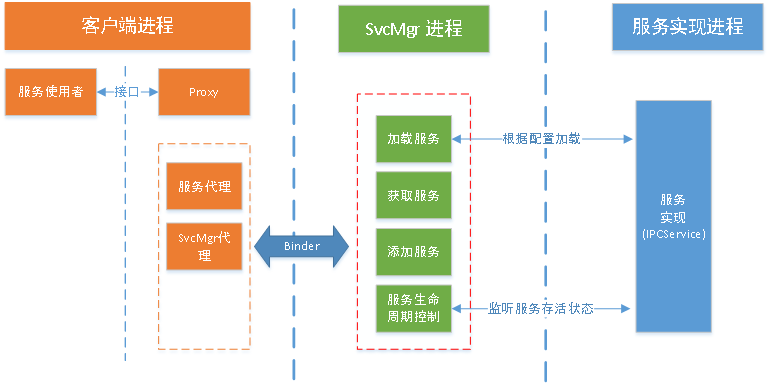 客户端进程
SvcMgr 进程
服务实现进程
服务使用者
接口
Proxy
服务代理
SvcMgr代
理
Binder
加载服务
获取服务
添加服务
服务生命
周期控制
根据配置加载
监听服务存活状态
服务
实现
(IPCService)